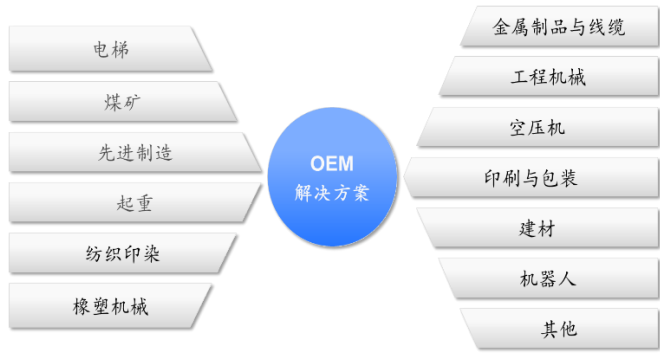 电梯
煤矿
先进制造
起重
纺织印染
橡塑机械
OEM
解决方案
金属制品与线缆
工程机械
空压机
印刷与包装
建材
机器人
其他